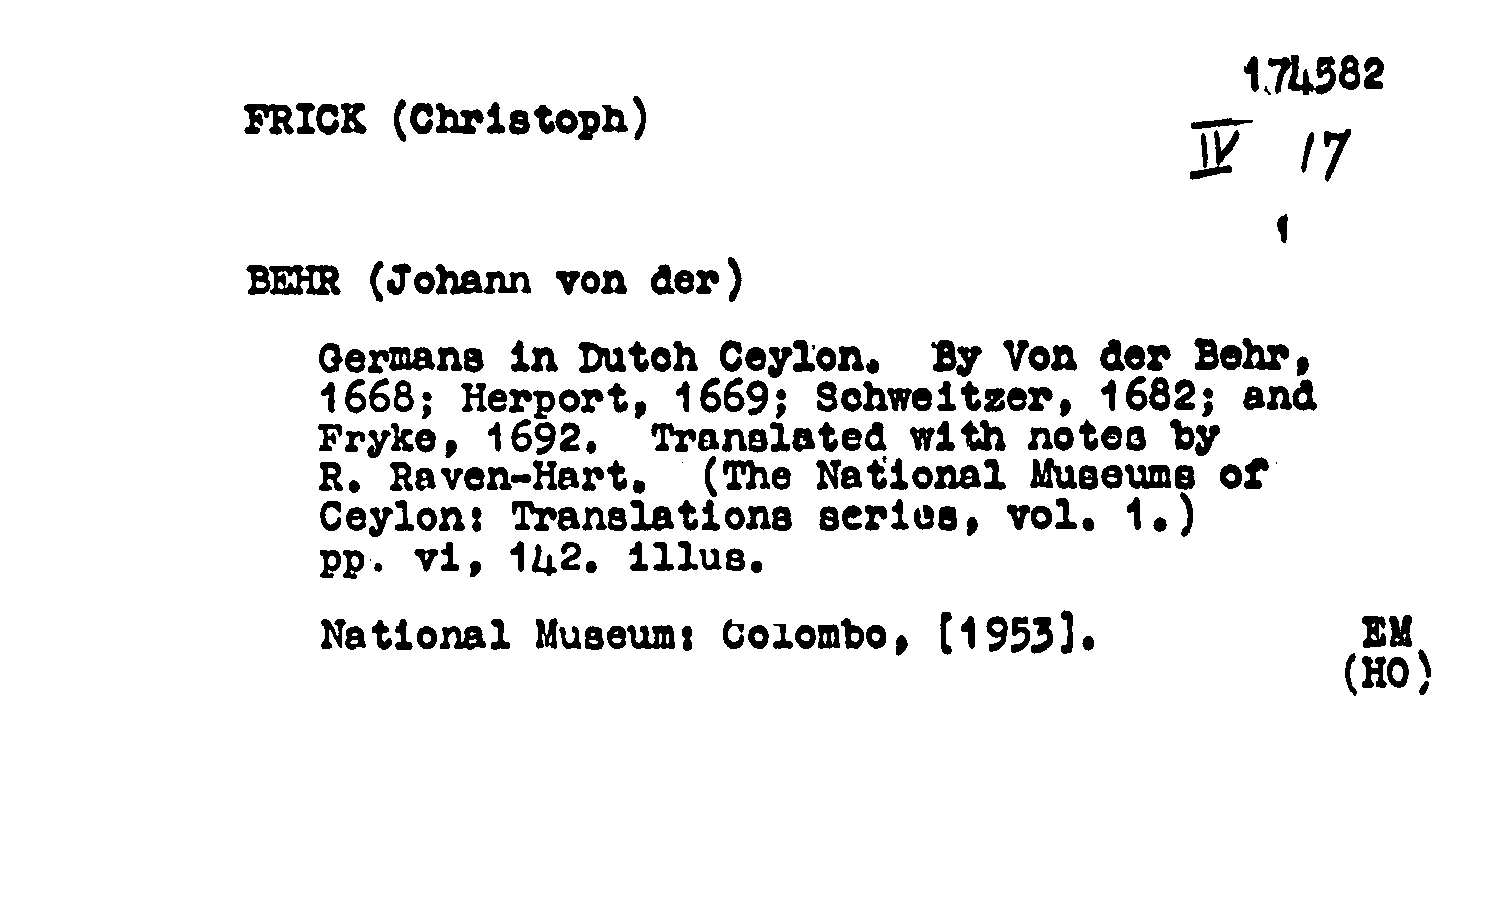 174582
FRICK (Christoph)
IV 17
BEHR (Johann von der)
Germans in Dutch Ceylon. By Von der Behr,
1668; Herport, 1669; Schweitzer, 1682; and
Fryke, 1692. Translated with notes by
R. Raven-Hart. (The National Museums of
Ceylon: Translations series, vol. 1.)
pp. vi, 142. illus.
National Museum: Colombo, [1953].
EM
(HO)